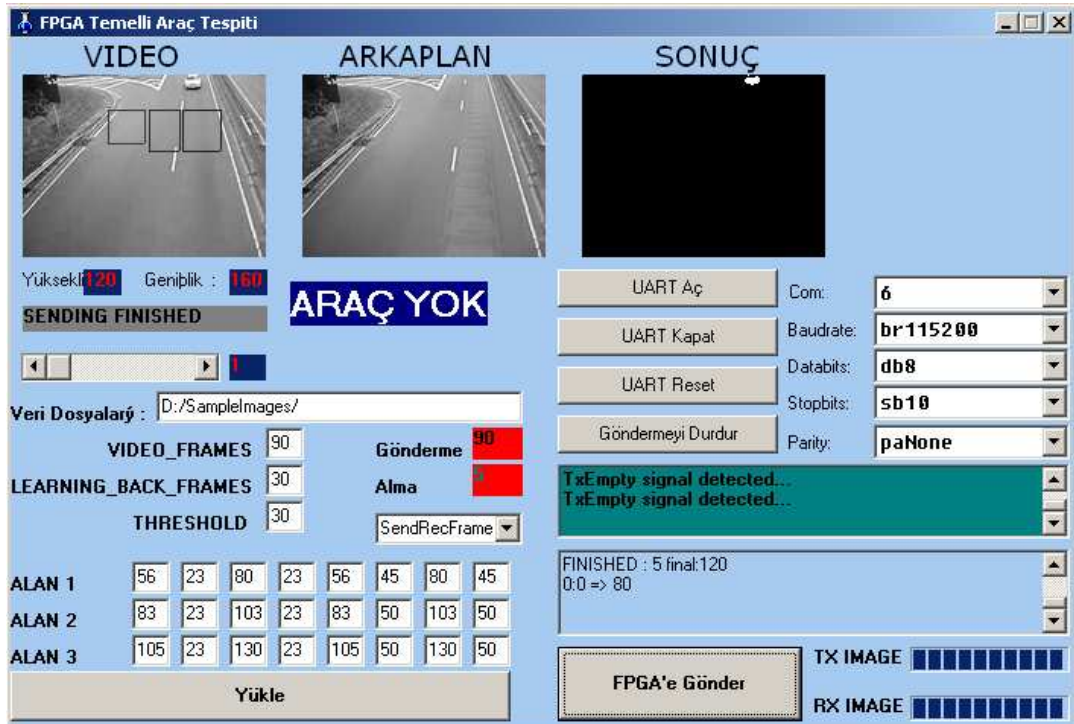 FPGA Temelli Araç Tespiti
VIDEO
ARKAPLAN
SONUÇ
Yüksekli 120 Geniþlik : 160
SENDING FINISHED
1
ARAÇ YOK
Veri Dosyalarý : D:/SampleImages/
VIDEO_FRAMES 90
LEARNING_BACK_FRAMES 30
THRESHOLD 30
Gönderme 90
Alma 5
SendRecFrame
ALAN 1 56 23 80 23 56 45 80 45
ALAN 2 83 23 103 23 83 50 103 50
ALAN 3 105 23 130 23 105 50 130 50
Yükle
UART Aç
UART Kapat
UART Reset
Göndermeyi Durdur
Com: 6
Baudrate: br115200
Databits: db8
Stopbits: sb10
Parity: paNone
TxEmpty signal detected...
TxEmpty signal detected...
FINISHED : 5 final:120
0:0 => 80
FPGA'e Gönder
TX IMAGE
RX IMAGE